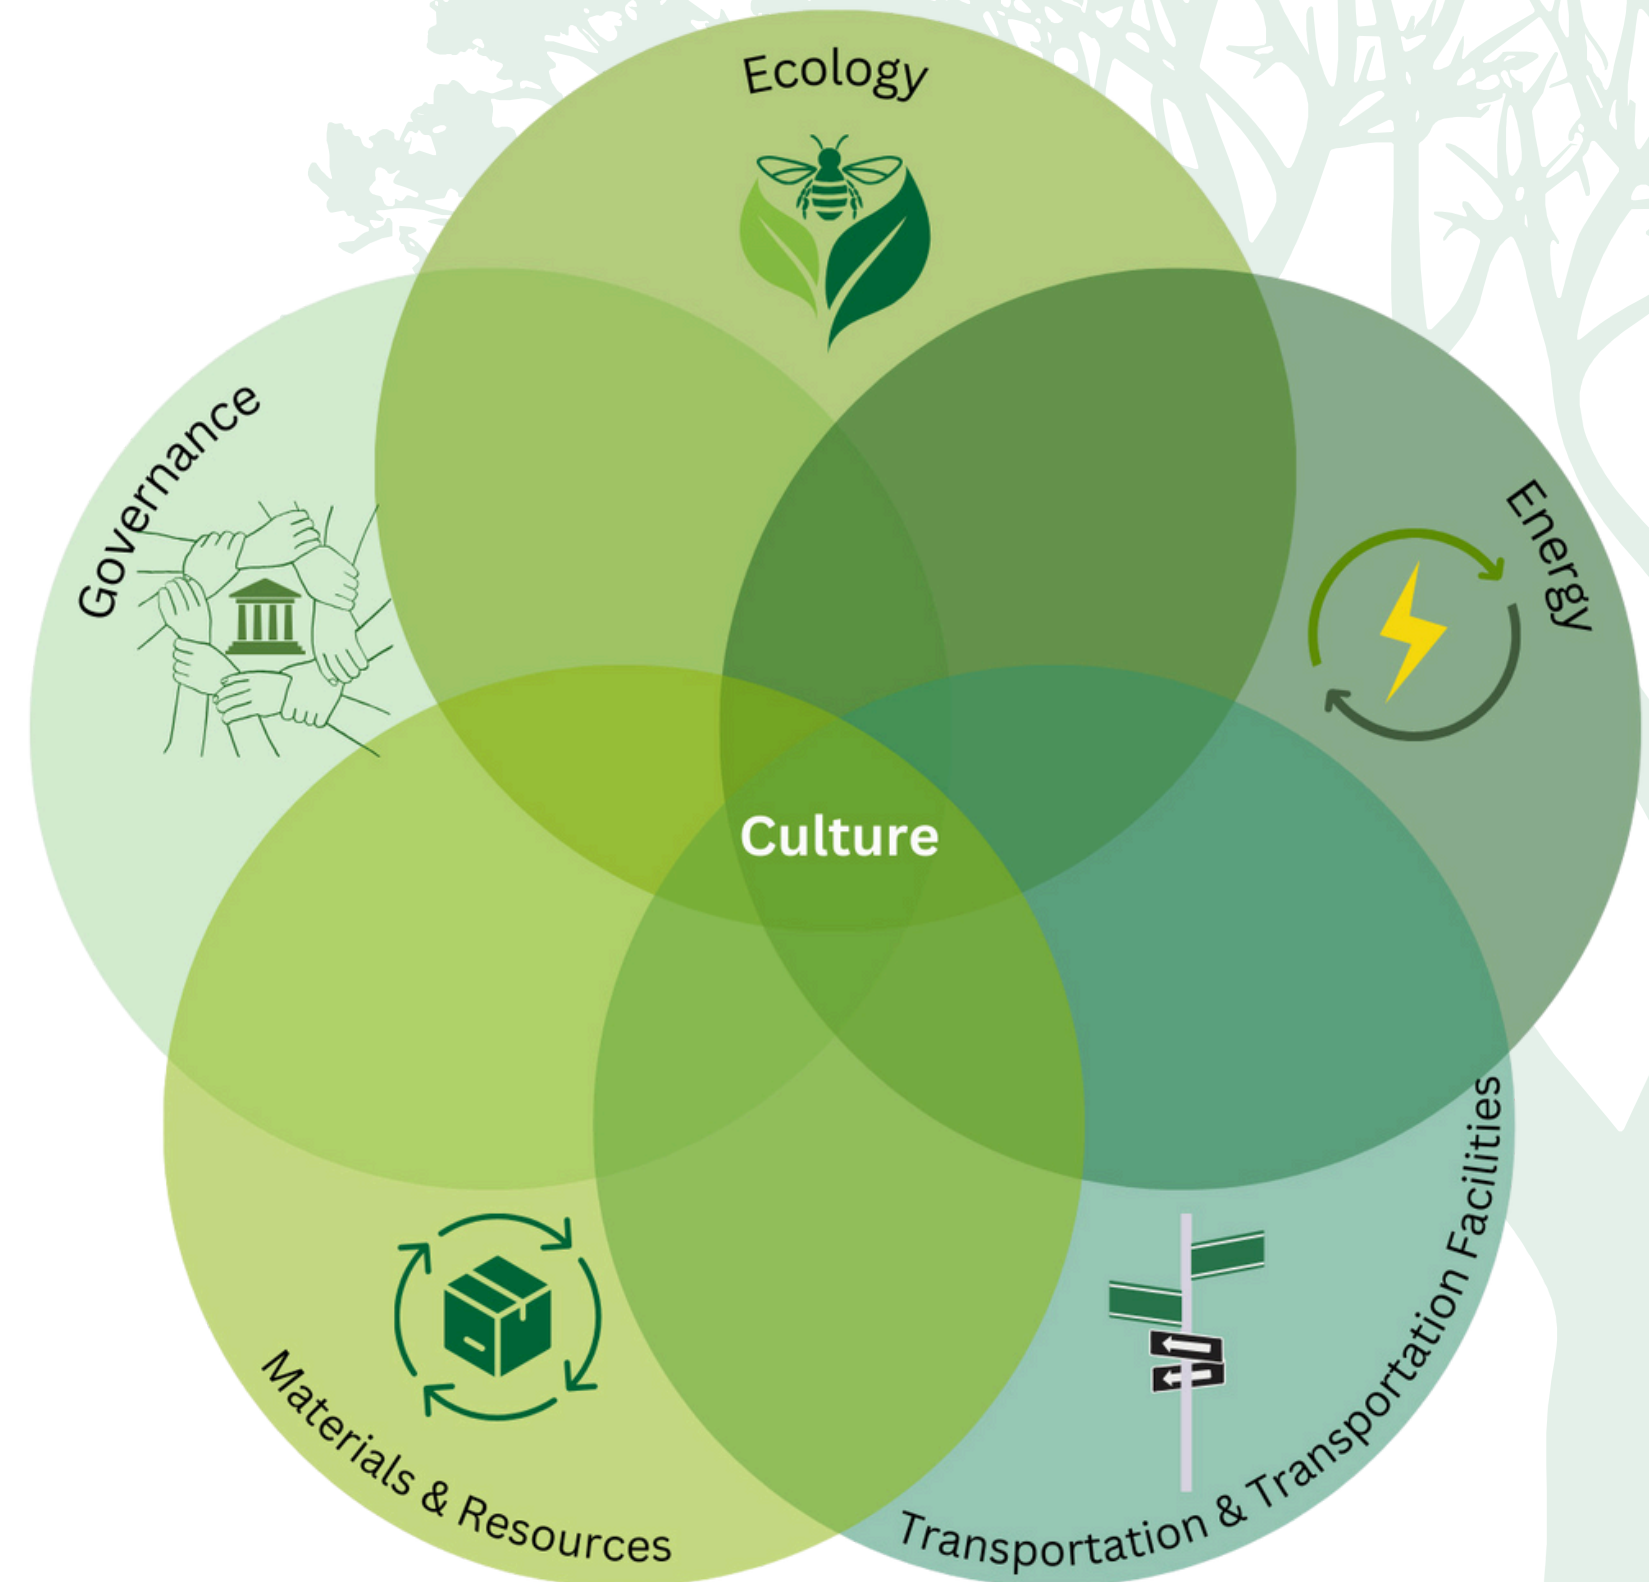 Ecology
Governance
Energy
Culture
Materials & Resources
Transportation & Transportation Facilities